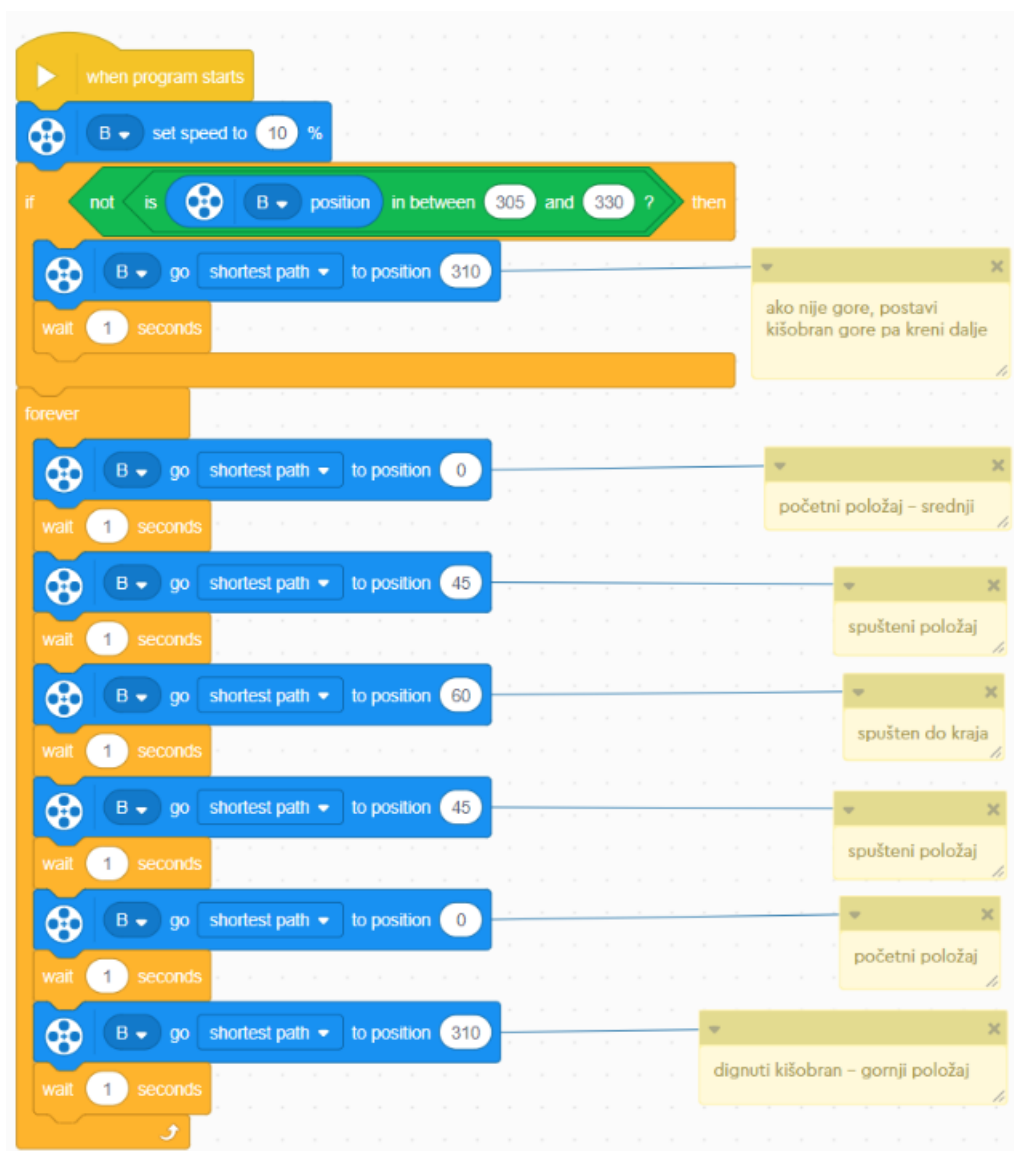 when program starts
B set speed to 10 %
if not is B position in between 305 and 330 ? then
B go shortest path to position 310
ako nije gore, postavi
kišobran gore pa kreni dalje
wait 1 seconds
forever
B go shortest path to position 0
početni položaj – srednji
wait 1 seconds
B go shortest path to position 45
spušteni položaj
wait 1 seconds
B go shortest path to position 60
spušten do kraja
wait 1 seconds
B go shortest path to position 45
spušteni položaj
wait 1 seconds
B go shortest path to position 0
početni položaj
wait 1 seconds
B go shortest path to position 310
dignuti kišobran – gornji položaj
wait 1 seconds